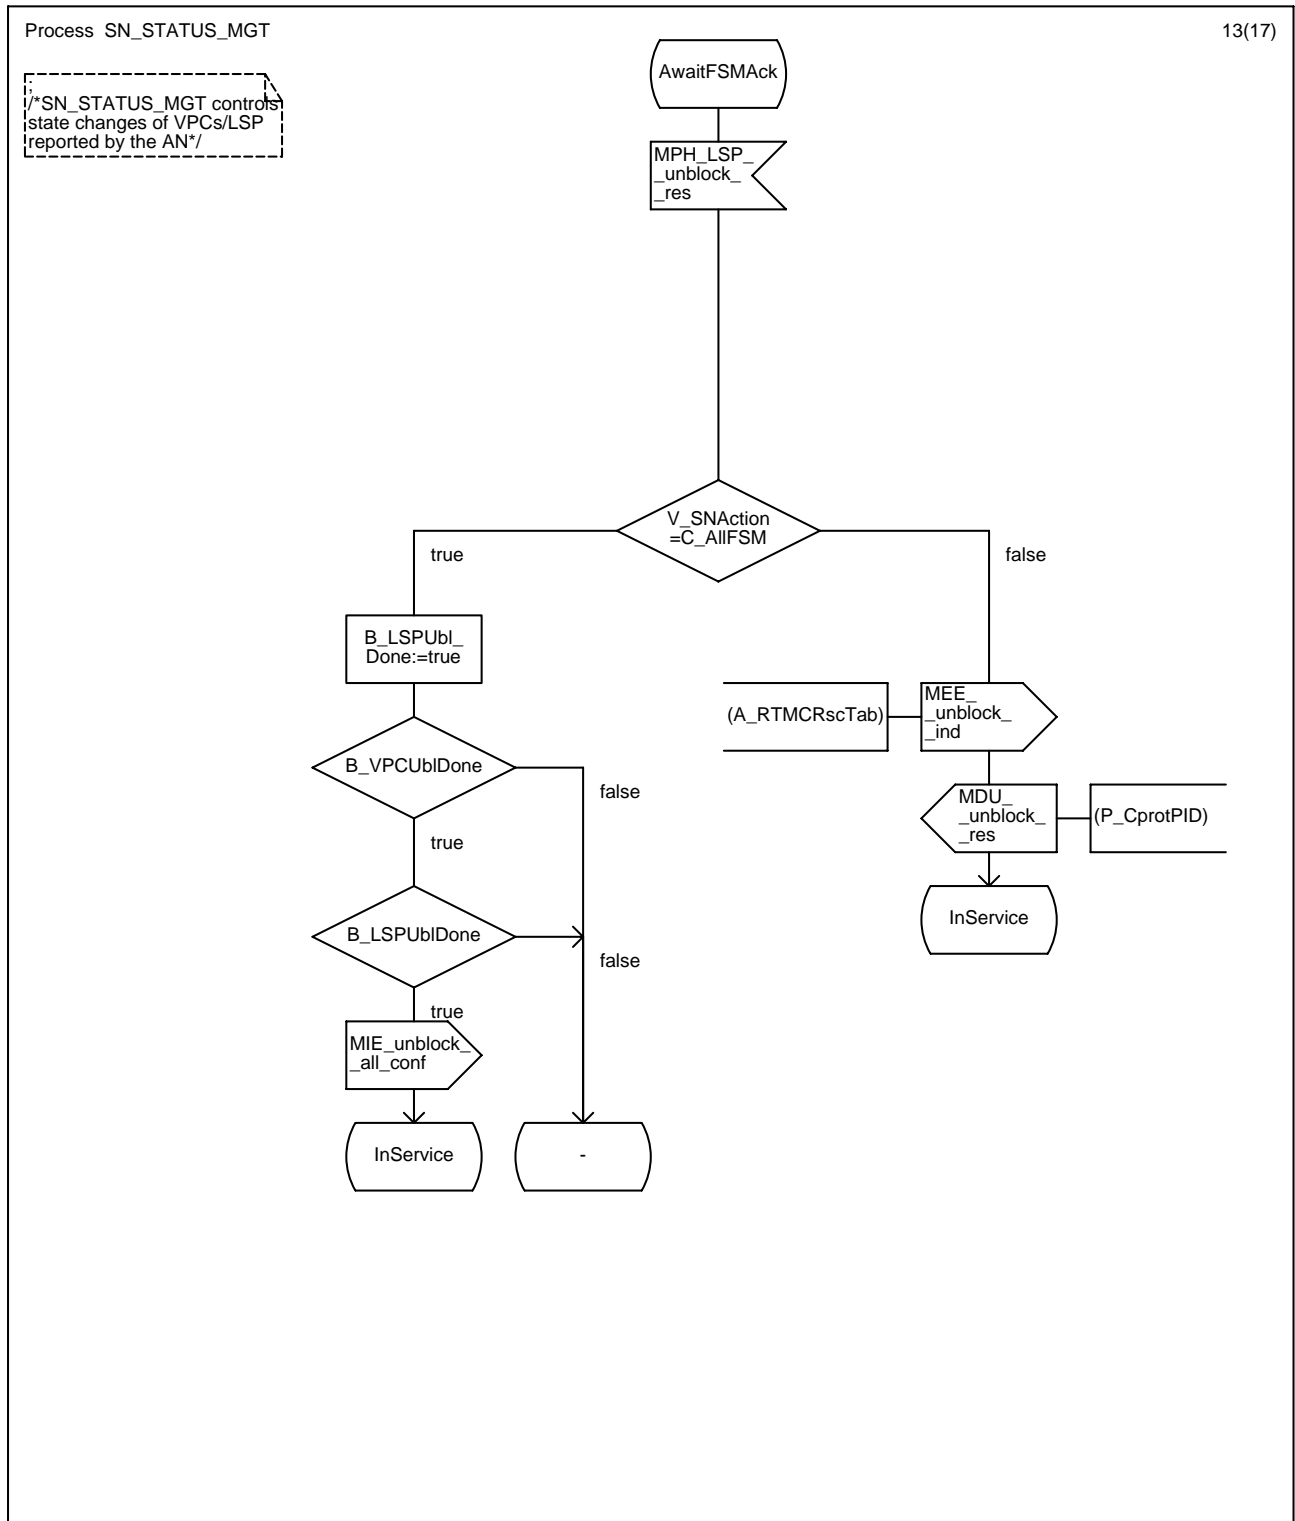 Process SN_STATUS_MGT
13(17)
;
/*SN_STATUS_MGT controls
state changes of VPCs/LSP
reported by the AN*/
AwaitFSMAck
MPH_LSP_
_unblock_
_res
V_SNAction
=C_AllFSM
true
false
B_LSPUbl_
Done:=true
(A_RTMCRscTab)
MEE_
_unblock_
_ind
B_VPCUblDone
false
true
MDU_
_unblock_
_res
(P_CprotPID)
InService
B_LSPUblDone
false
true
MIE_unblock_
_all_conf
InService
-